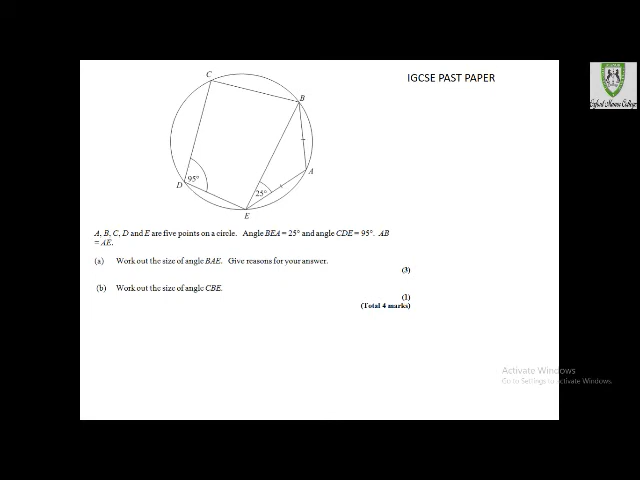 IGCSE PAST PAPER
C
B
A
D
E
95°
25°
A, B, C, D and E are five points on a circle. Angle BEA = 25° and angle CDE = 95°. AB
= AE.
(a) Work out the size of angle BAE. Give reasons for your answer.
(3)
(b) Work out the size of angle CBE.
(1)
(Total 4 marks)
Activate Windows
Go to Settings to activate Windows.